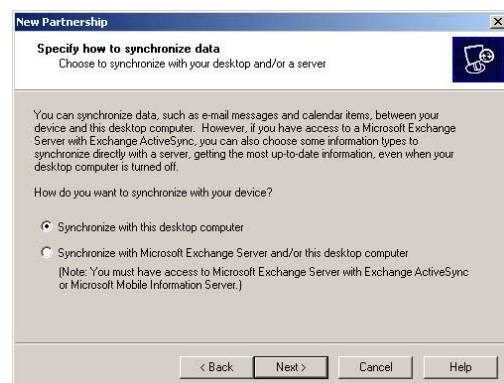 New Partnership
Specify how to synchronize data
Choose to synchronize with your desktop and/or a server
You can synchronize data, such as e-mail messages and calendar items, between your
device and this desktop computer. However, if you have access to a Microsoft Exchange
Server with Exchange ActiveSync, you can also choose some information types to
synchronize directly with a server, getting the most up-to-date information, even when your
desktop computer is turned off.
How do you want to synchronize with your device?
Synchronize with this desktop computer
Synchronize with Microsoft Exchange Server and/or this desktop computer
(Note: You must have access to Microsoft Exchange Server with Exchange ActiveSync
or Microsoft Mobile Information Server.)
< Back Next > Cancel Help